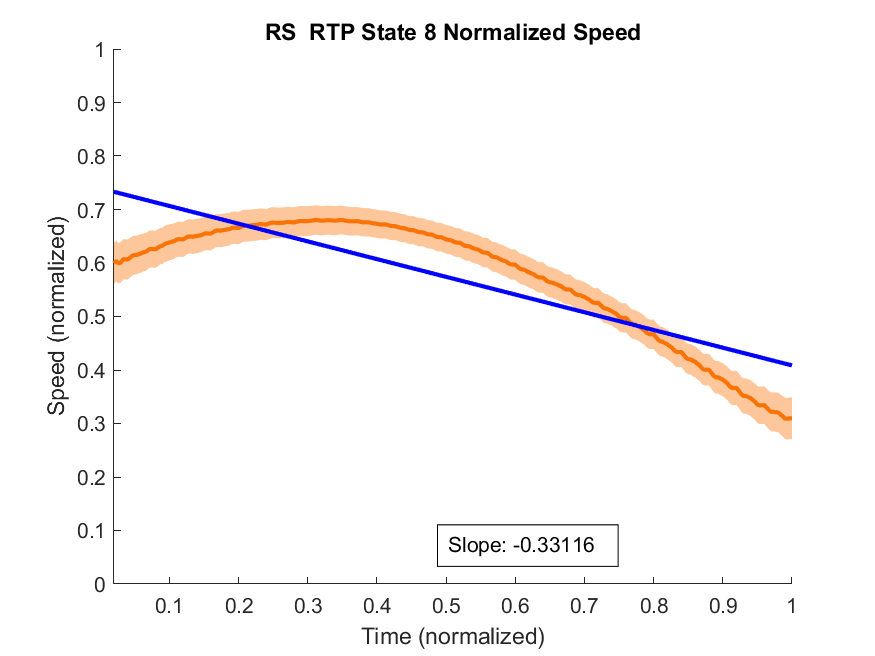 RS  RTP State 8 Normalized Speed
1
0.9
0.8
0.7
0.6
0.5
0.4
0.3
0.2
0.1
0
Speed (normalized)
Slope: -0.33116
0.1 0.2 0.3 0.4 0.5 0.6 0.7 0.8 0.9 1
Time (normalized)